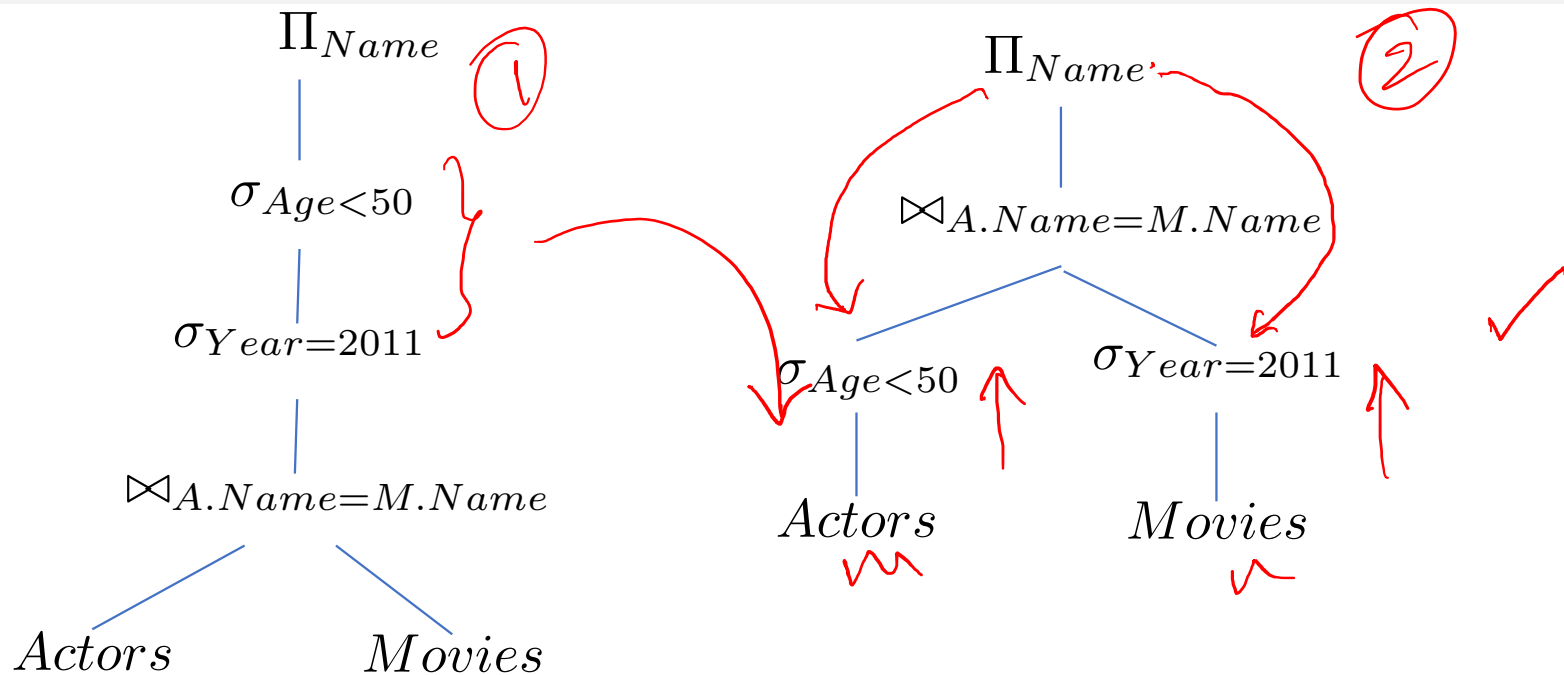 Π_Name
①
σ_Age<50
σ_Year=2011
⋈_A.Name=M.Name
Actors Movies
Π_Name
②
⋈_A.Name=M.Name
σ_Age<50 σ_Year=2011
Actors Movies
m n